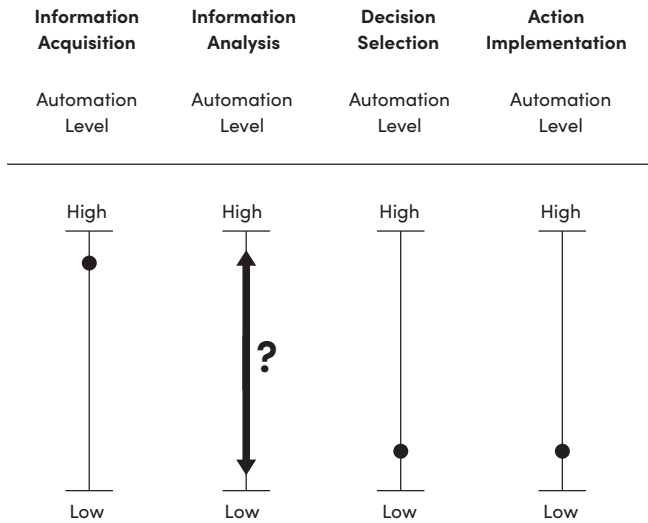 Information Acquisition
Information Analysis
Decision Selection
Action Implementation
Automation Level
Automation Level
Automation Level
Automation Level
High
High
High
High
?
Low
Low
Low
Low